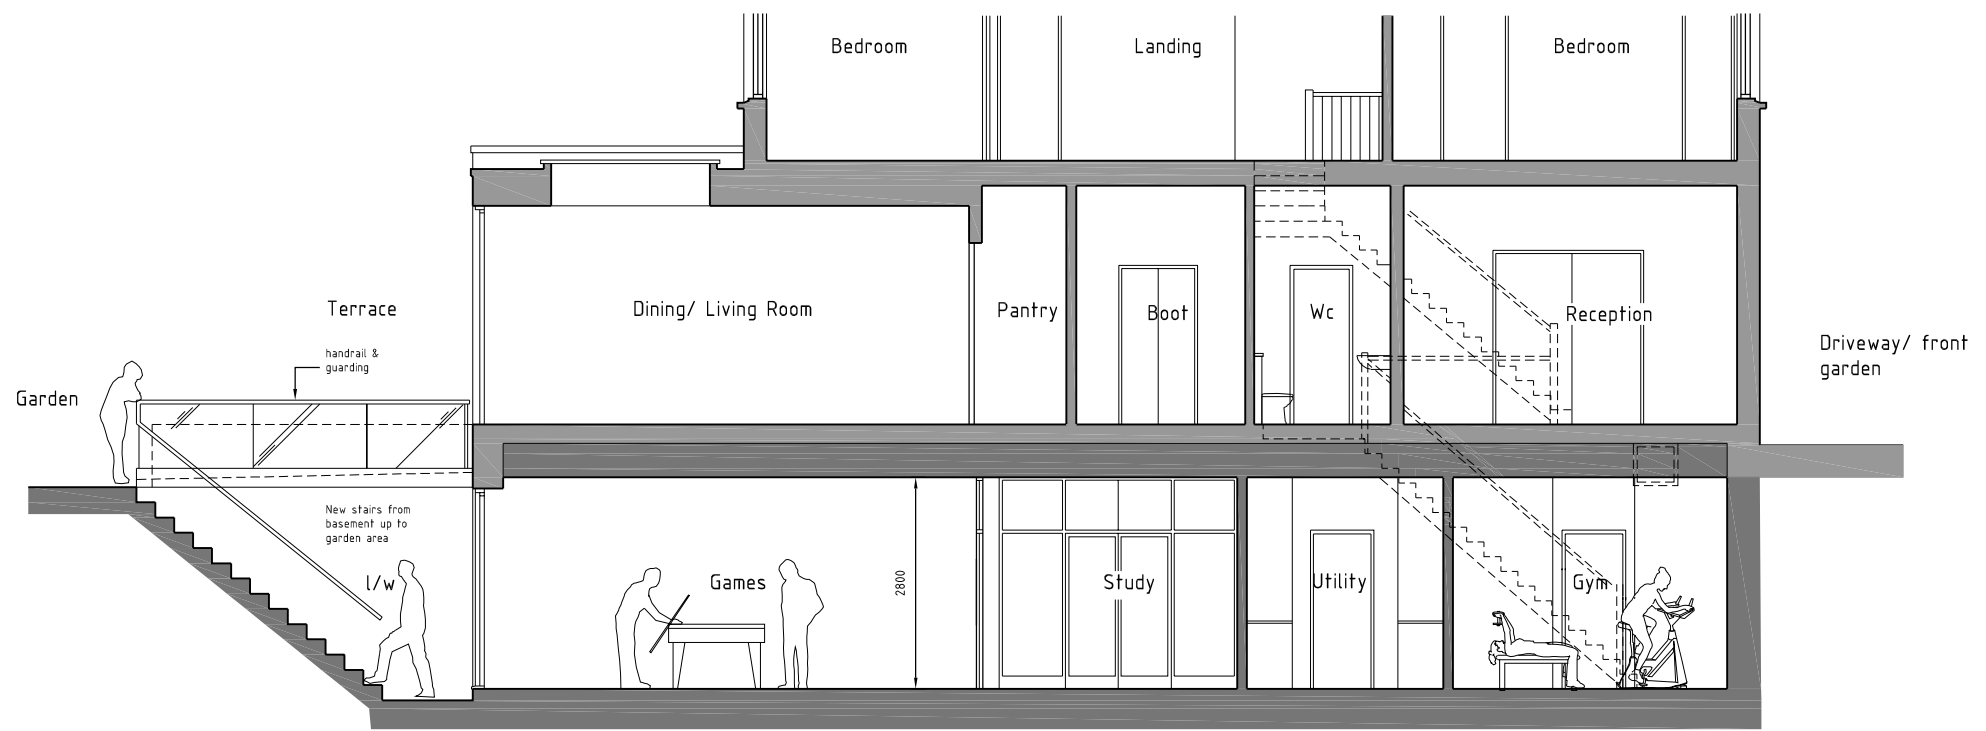 Bedroom
Landing
Bedroom
Terrace
Dining/ Living Room
Pantry
Boot
Wc
Reception
Driveway/ front
garden
handrail &
guarding
Garden
New stairs from
basement up to
garden area
l/w
Games
2800
Study
Utility
Gym